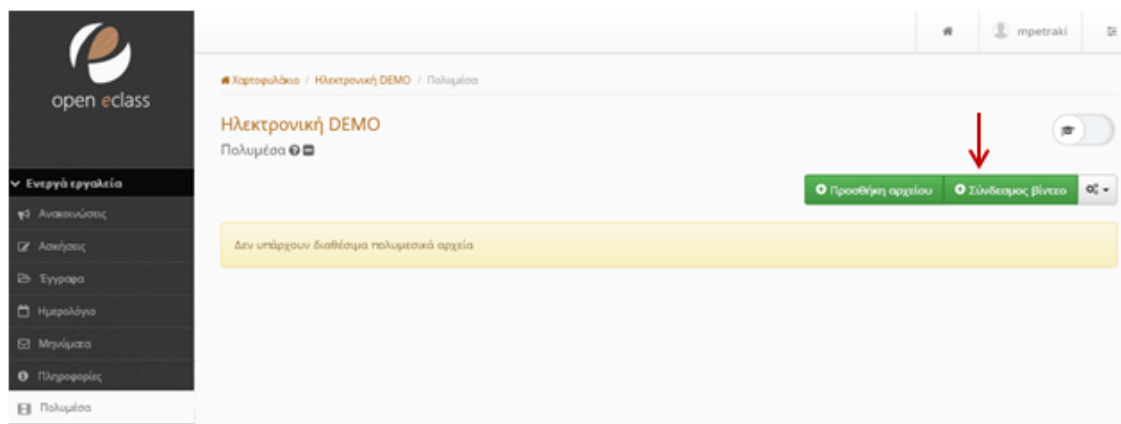 mpetraki
open eclass
Χαρτοφυλάκιο / Ηλεκτρονική DEMO / Πολυμέσα
Ηλεκτρονική DEMO
Πολυμέσα
Προσθήκη αρχείου Σύνδεσμος βίντεο
Δεν υπάρχουν διαθέσιμα πολυμεσικά αρχεία
Ενεργά εργαλεία
Ανακοινώσεις
Ασκήσεις
Έγγραφα
Ημερολόγιο
Μηνύματα
Πληροφορίες
Πολυμέσα